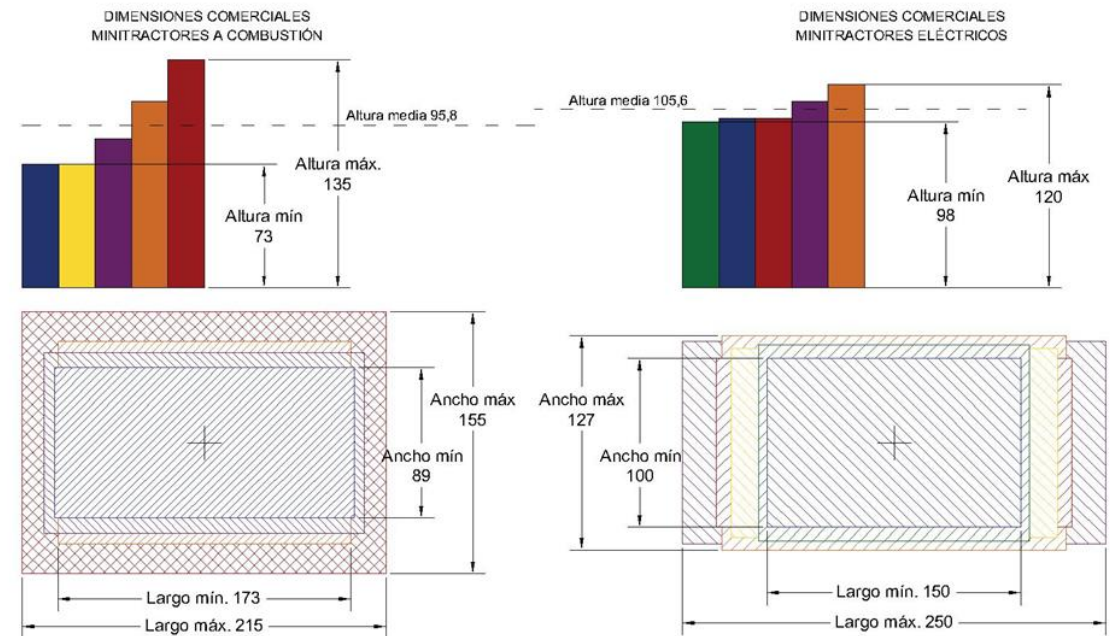 DIMENSIONES COMERCIALES
MINITRACTORES A COMBUSTIÓN
Altura media 95,8
Altura máx.
135
Altura mín
73
Ancho máx
155
Ancho mín
89
Largo mín. 173
Largo máx. 215
DIMENSIONES COMERCIALES
MINITRACTORES ELÉCTRICOS
Altura media 105,6
Altura máx
120
Altura mín
98
Ancho máx
127
Ancho mín
100
Largo mín. 150
Largo máx. 250